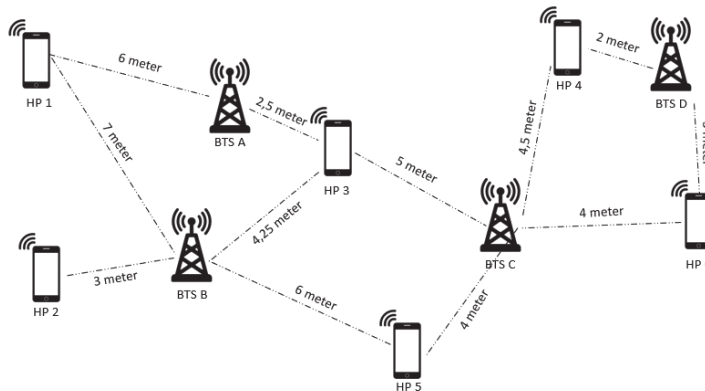 HP 1
6 meter
BTS A
2,5 meter
HP 3
7 meter
4,25 meter
5 meter
HP 4
2 meter
BTS D
4,5 meter
4 meter
HP
BTS C
HP 2
3 meter
BTS B
6 meter
4 meter
HP 5